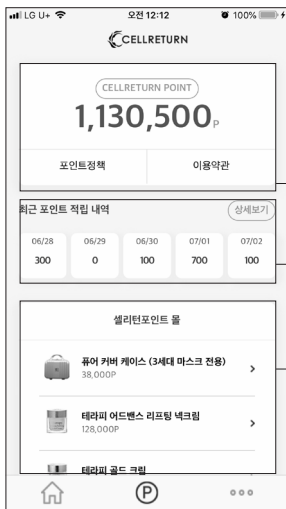 LG U+ 오전 12:12 100%
CELLRETURN
CELLRETURN POINT
1,130,500P
포인트정책 이용약관
최근 포인트 적립 내역 상세보기
06/28 06/29 06/30 07/01 07/02
300 0 100 700 100
셀리턴포인트 몰
퓨어 커버 케이스 (3세대 마스크 전용)
38,000P
테라피 어드밴스 리프팅 넥크림
128,000P
테라피 골드 크림
P